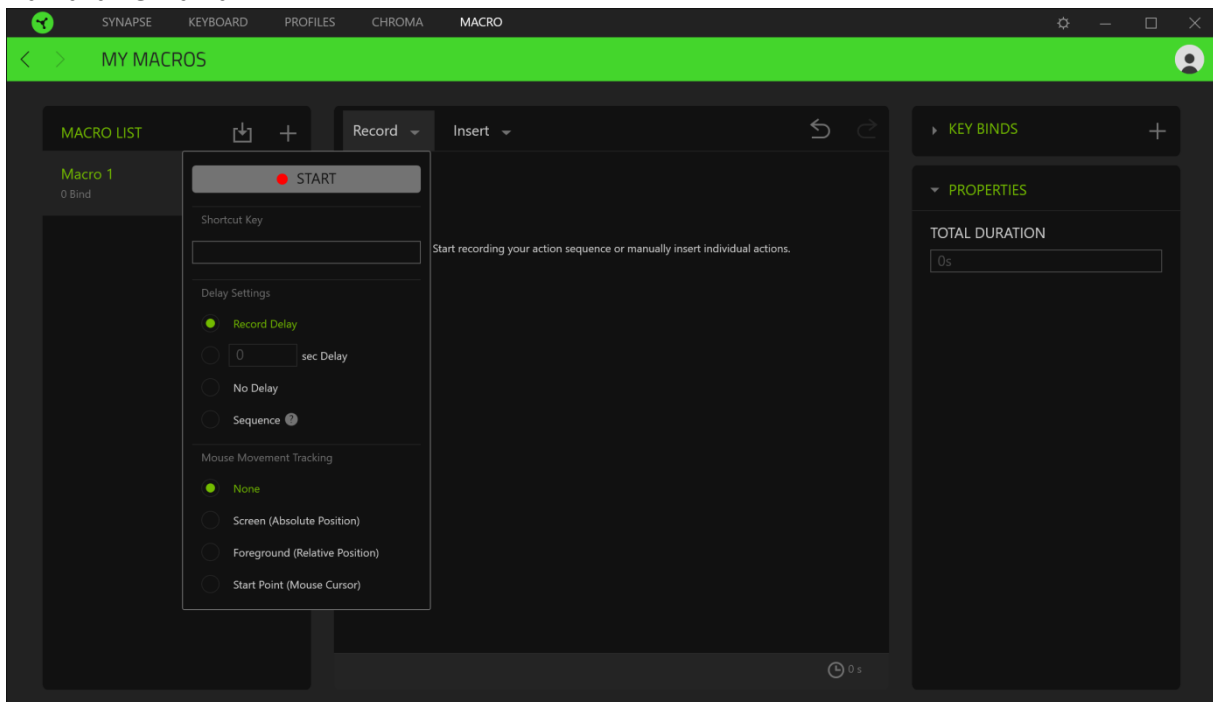 SYNAPSE KEYBOARD PROFILES CHROMA MACRO
MY MACROS
MACRO LIST
Macro 1
0 Bind
Record
Insert
START
Shortcut Key
Delay Settings
Record Delay
0 sec Delay
No Delay
Sequence ?
Mouse Movement Tracking
None
Screen (Absolute Position)
Foreground (Relative Position)
Start Point (Mouse Cursor)
Start recording your action sequence or manually insert individual actions.
0 s
KEY BINDS
PROPERTIES
TOTAL DURATION
0s